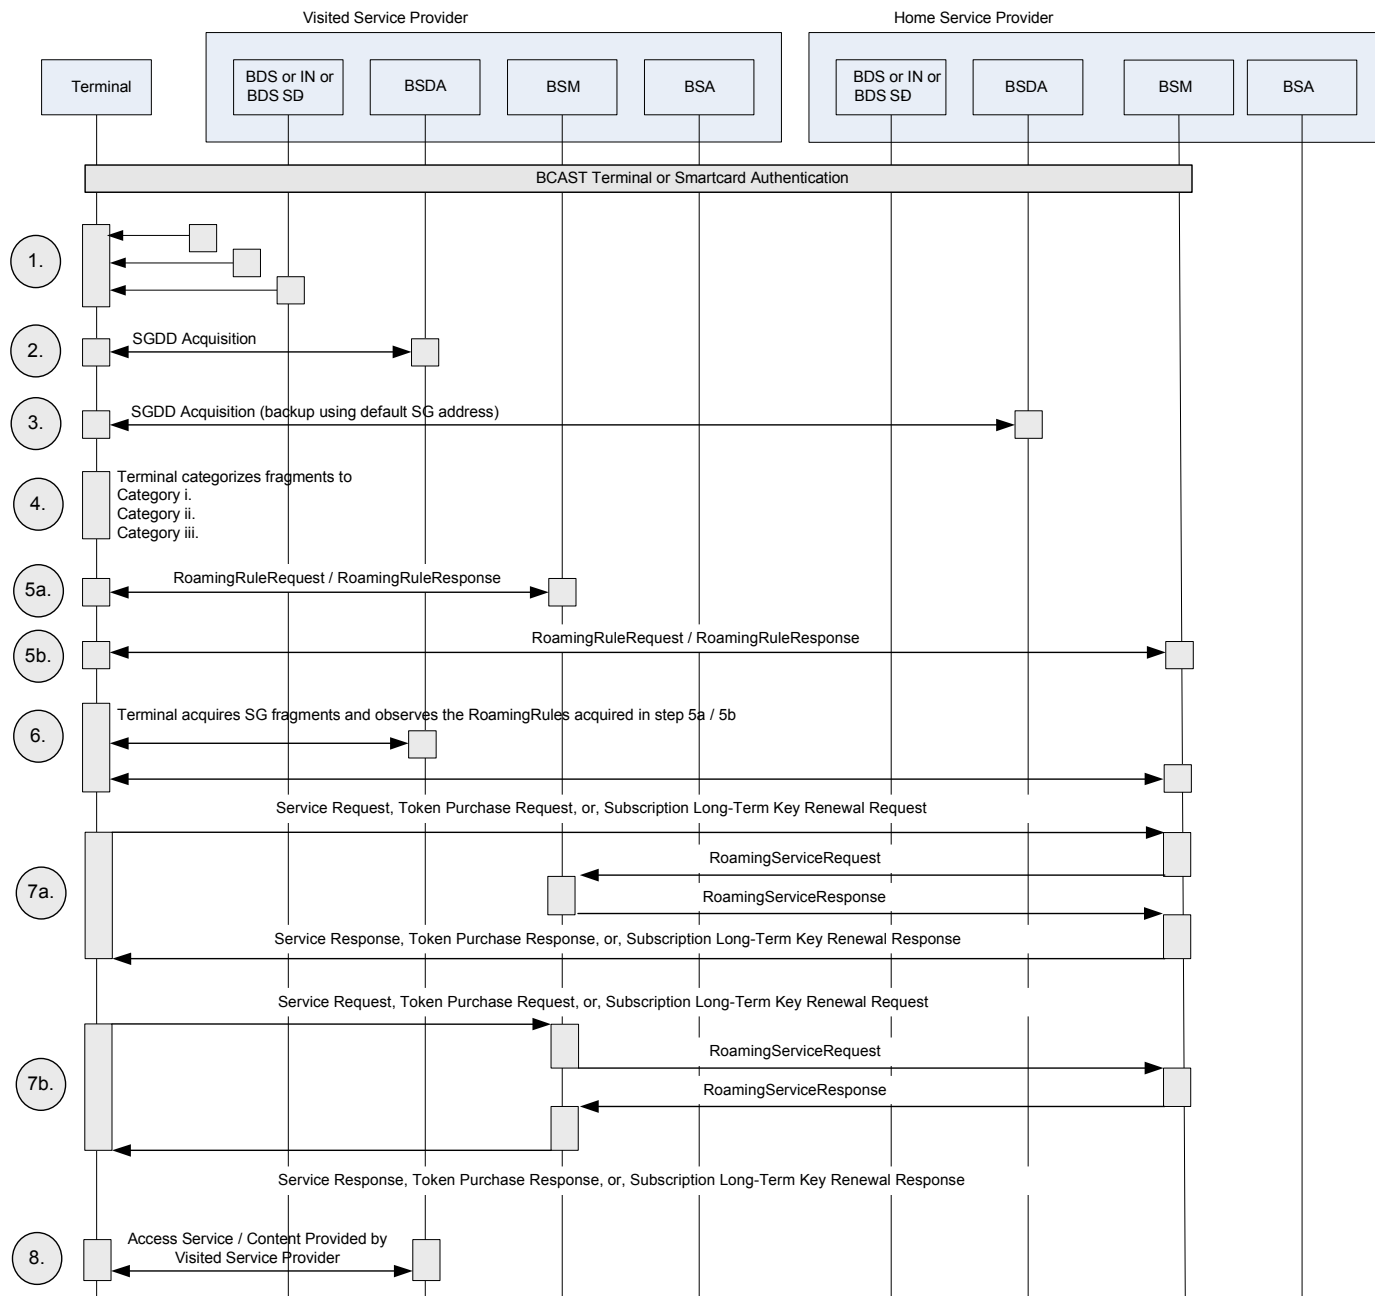 Visited Service Provider
Home Service Provider
Terminal
BDS or IN or
BDS SD
BSDA
BSM
BSA
BDS or IN or
BDS SD
BSDA
BSM
BSA
BCAST Terminal or Smartcard Authentication
1.
2.
SGDD Acquisition
3.
SGDD Acquisition (backup using default SG address)
4.
Terminal categorizes fragments to
Category i.
Category ii.
Category iii.
5a.
RoamingRuleRequest / RoamingRuleResponse
5b.
RoamingRuleRequest / RoamingRuleResponse
6.
Terminal acquires SG fragments and observes the RoamingRules acquired in step 5a / 5b
Service Request, Token Purchase Request, or, Subscription Long-Term Key Renewal Request
7a.
RoamingServiceRequest
RoamingServiceResponse
Service Response, Token Purchase Response, or, Subscription Long-Term Key Renewal Response
Service Request, Token Purchase Request, or, Subscription Long-Term Key Renewal Request
7b.
RoamingServiceRequest
RoamingServiceResponse
Service Response, Token Purchase Response, or, Subscription Long-Term Key Renewal Response
8.
Access Service / Content Provided by
Visited Service Provider